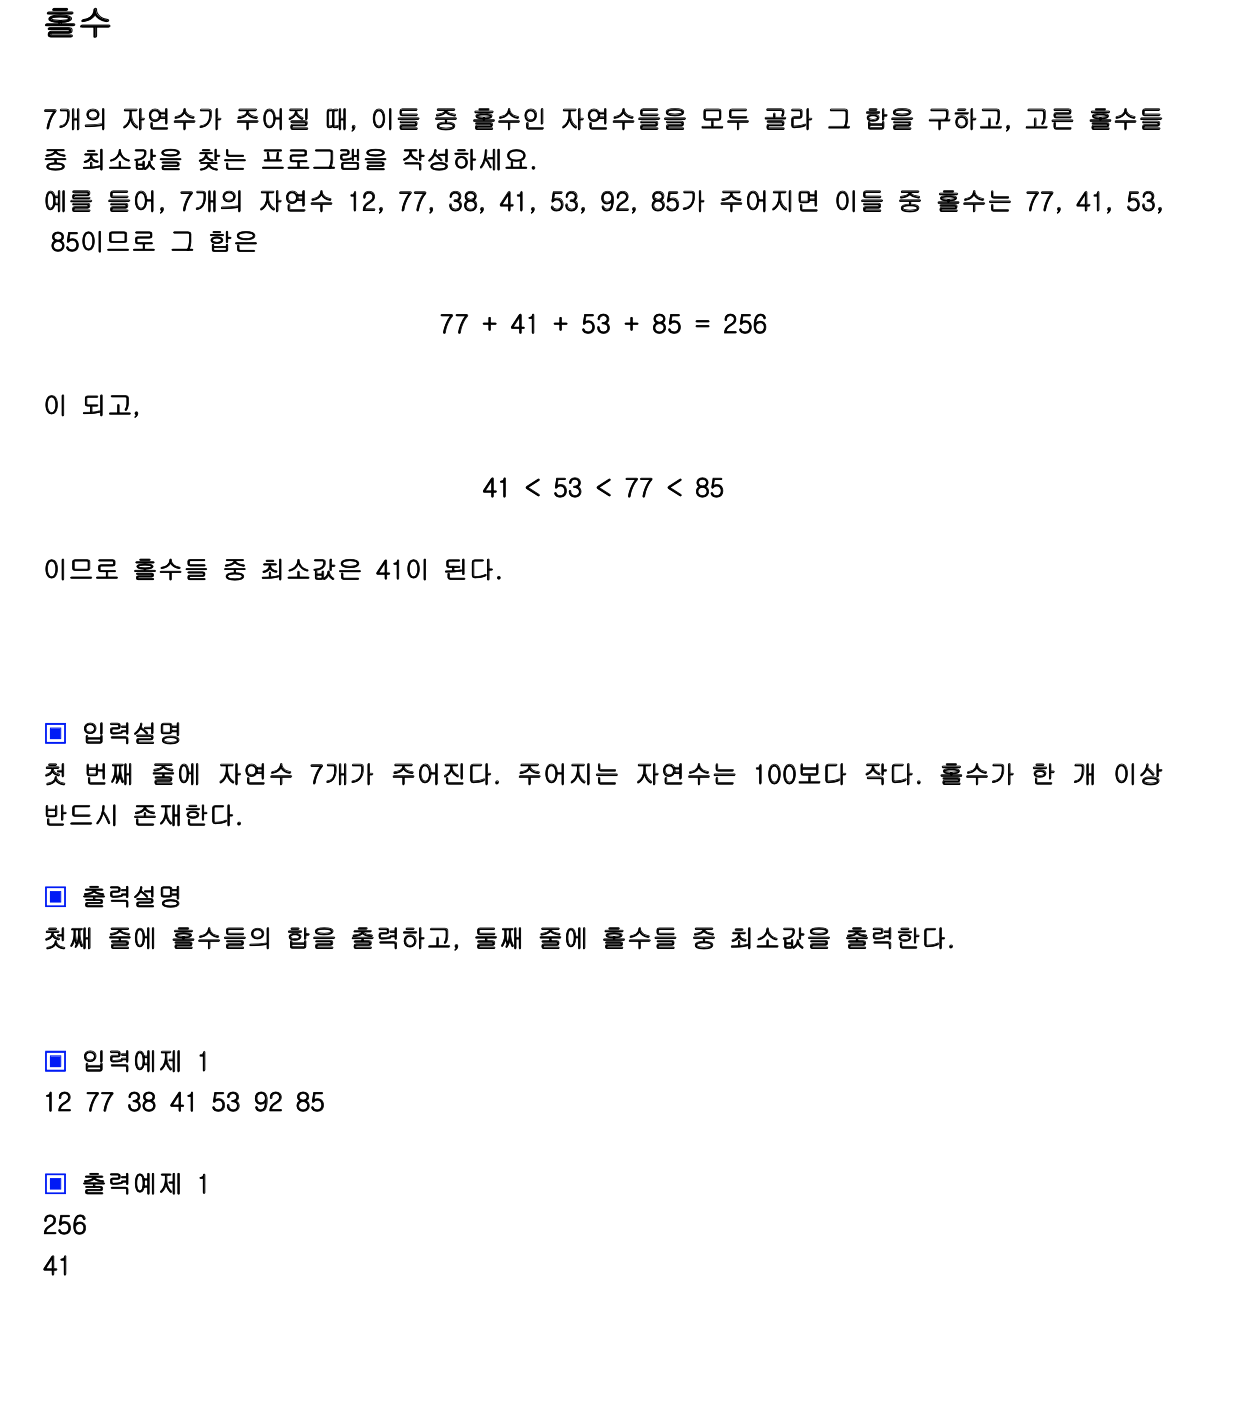 홀수
7개의 자연수가 주어질 때, 이들 중 홀수인 자연수들을 모두 골라 그 합을 구하고, 고른 홀수들
중 최소값을 찾는 프로그램을 작성하세요.
예를 들어, 7개의 자연수 12, 77, 38, 41, 53, 92, 85가 주어지면 이들 중 홀수는 77, 41, 53,
85이므로 그 합은
77 + 41 + 53 + 85 = 256
이 되고,
41 < 53 < 77 < 85
이므로 홀수들 중 최소값은 41이 된다.
▣ 입력설명
첫 번째 줄에 자연수 7개가 주어진다. 주어지는 자연수는 100보다 작다. 홀수가 한 개 이상
반드시 존재한다.
▣ 출력설명
첫째 줄에 홀수들의 합을 출력하고, 둘째 줄에 홀수들 중 최소값을 출력한다.
▣ 입력예제 1
12 77 38 41 53 92 85
▣ 출력예제 1
256
41